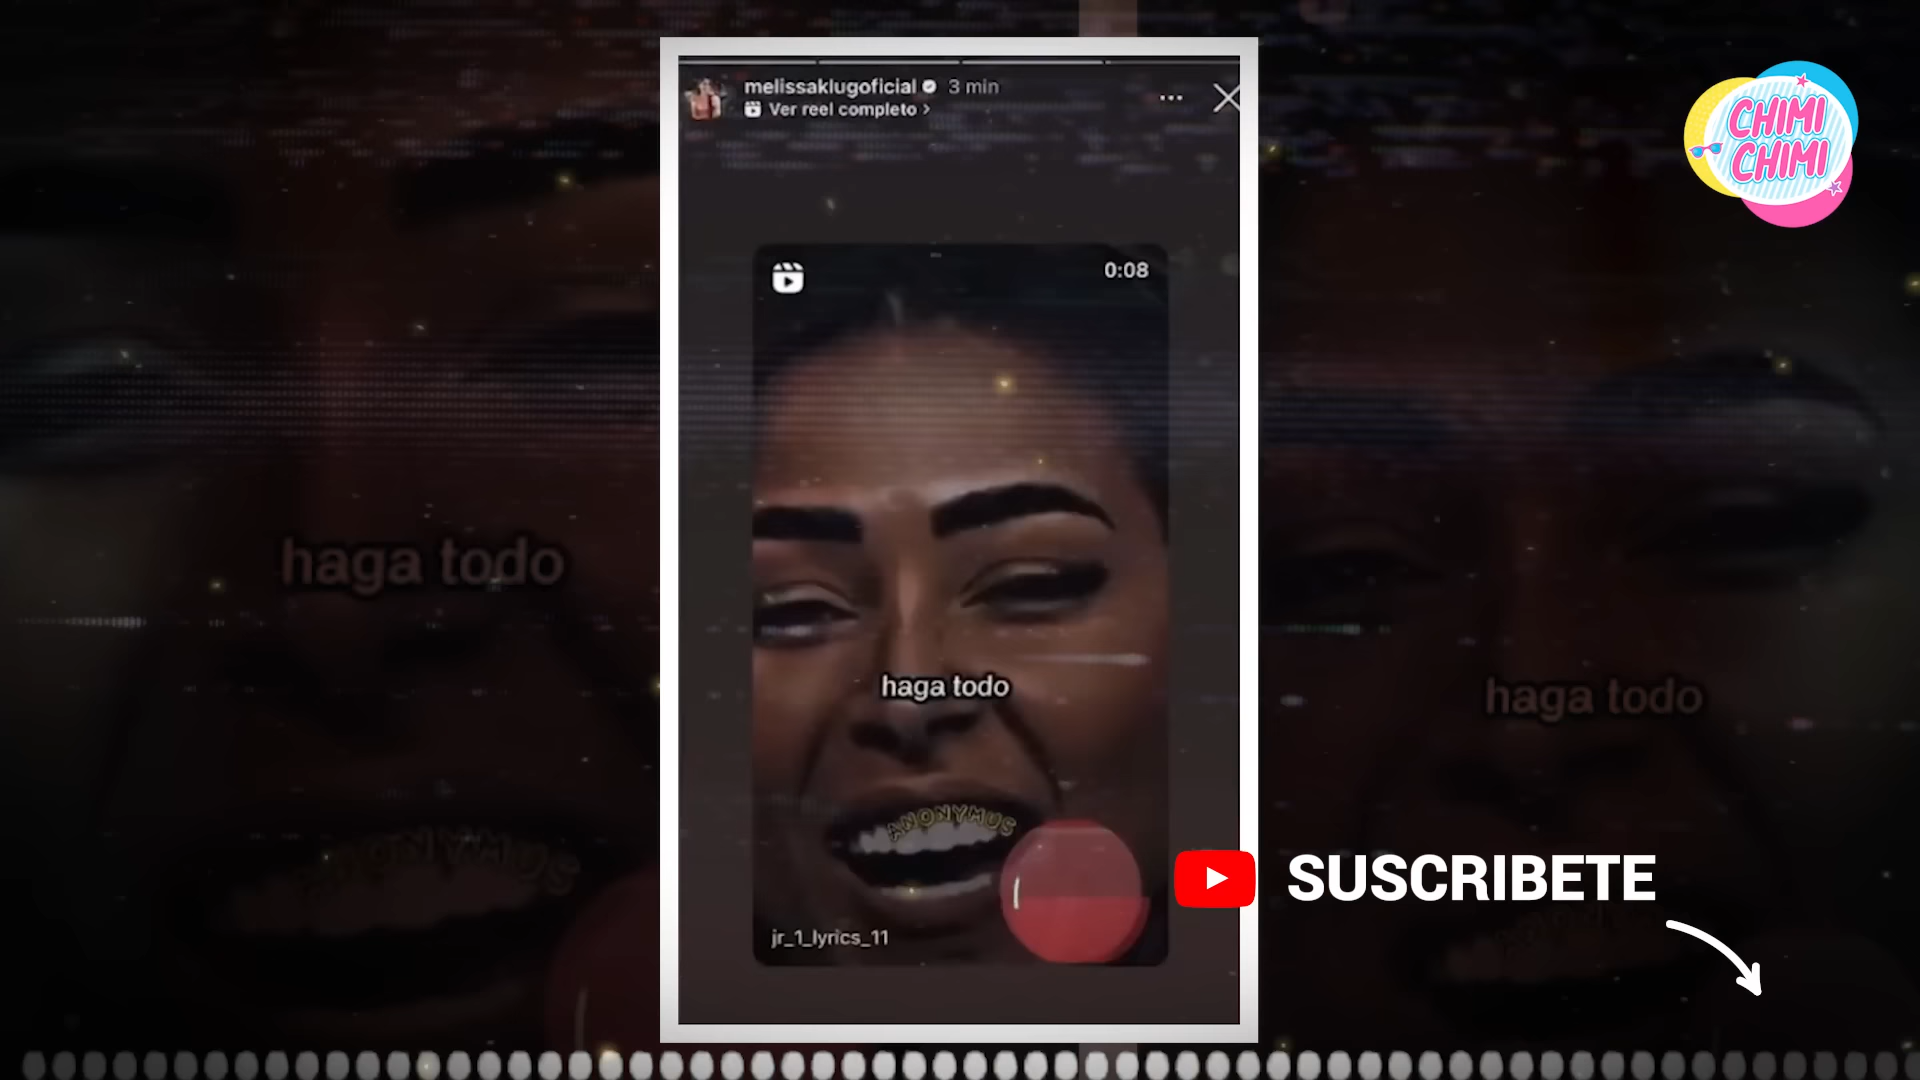 melissaklugoficial 3 min
Ver reel completo
CHIMI
CHIMI
0:08
haga todo
haga todo
haga todo
ANONYMUS
ANONYMUS
SUSCRIBETE
jr_1_lyrics_11